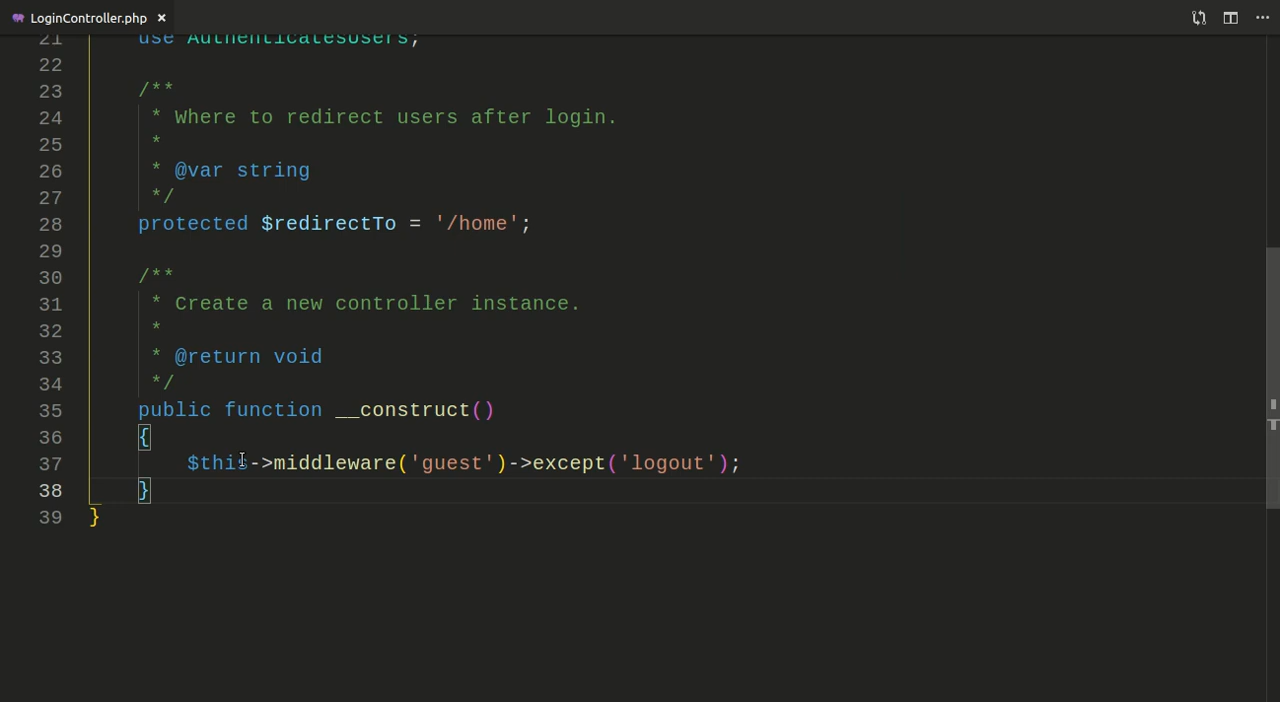 LoginController.php ×
21 use AuthenticatesUsers;
22
23 /**
24 * Where to redirect users after login.
25 *
26 * @var string
27 */
28 protected $redirectTo = '/home';
29
30 /**
31 * Create a new controller instance.
32 *
33 * @return void
34 */
35 public function __construct()
36 {
37 $this->middleware('guest')->except('logout');
38 }
39 }